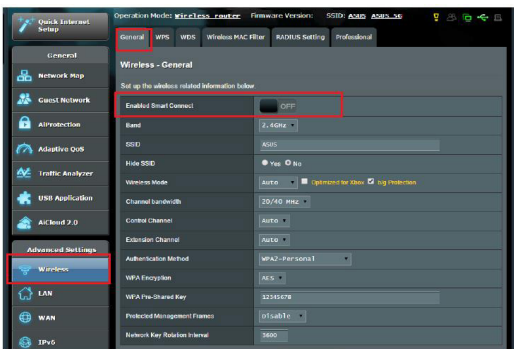 Quick Internet Setup
Operation Mode: Wireless router Firmware Version: SSID: ASUS ASUS_5G
General WPS WDS Wireless MAC Filter RADIUS Setting Professional
General
Network Map
Guest Network
AiProtection
Adaptive QoS
Traffic Analyzer
USB Application
AiCloud 2.0
Advanced Settings
Wireless
LAN
WAN
IPv6
Wireless - General
Set up the wireless related information below
Enabled Smart Connect OFF
Band 2.4GHz
SSID ASUS
Hide SSID Yes No
Wireless Mode Auto Optimized for Xbox b/g Protection
Channel bandwidth 20/40 MHz
Control Channel Auto
Extension Channel Auto
Authentication Method WPA2-Personal
WPA Encryption AES
WPA Pre-Shared Key 12345678
Protected Management Frames Disable
Network Key Rotation Interval 3600